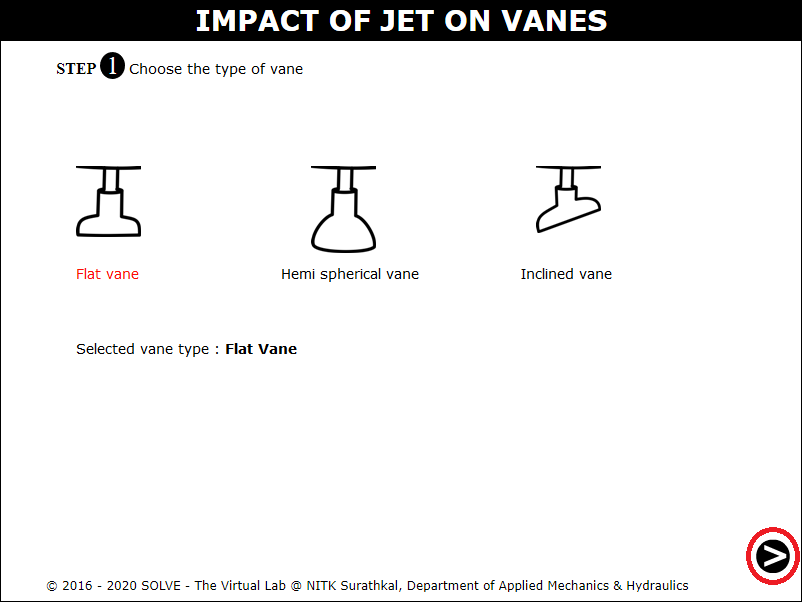 IMPACT OF JET ON VANES
STEP 1 Choose the type of vane
Flat vane
Hemi spherical vane
Inclined vane
Selected vane type : Flat Vane
>
© 2016 - 2020 SOLVE - The Virtual Lab @ NITK Surathkal, Department of Applied Mechanics & Hydraulics